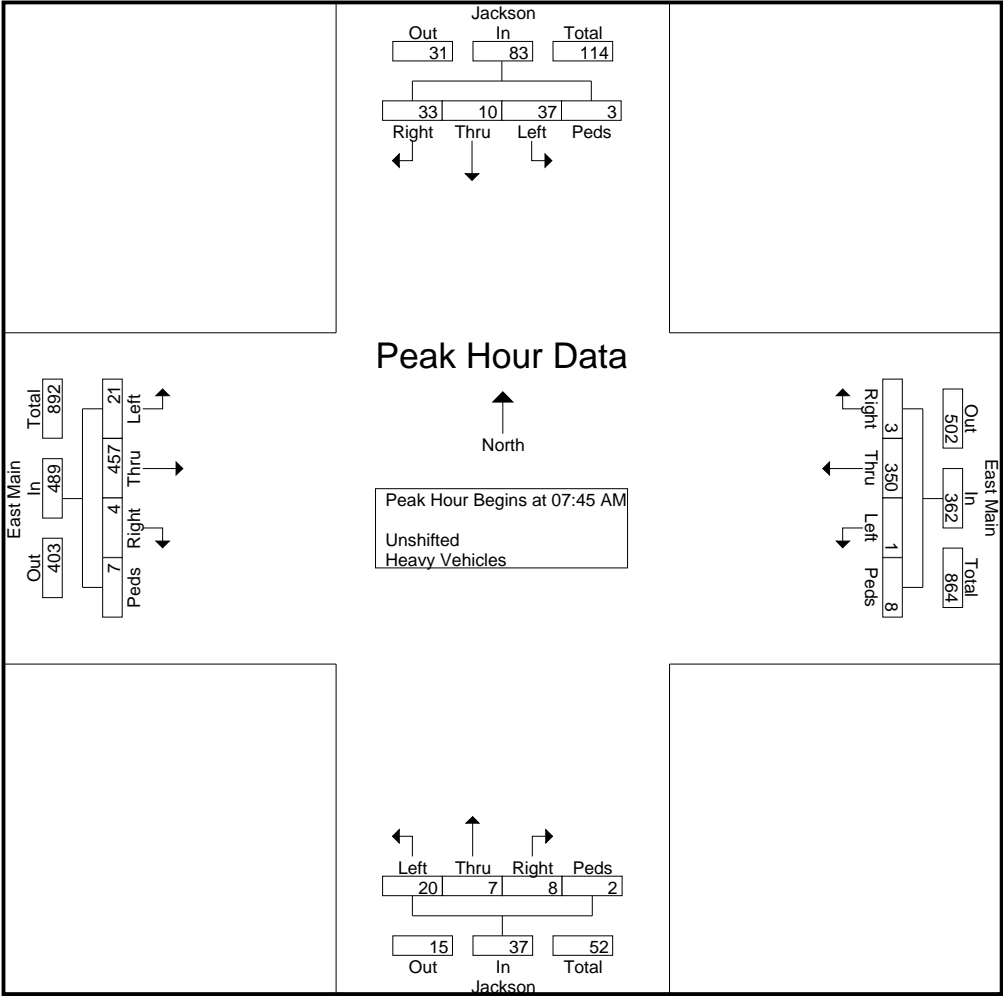 Jackson
Out In Total
31 83 114
33 10 37 3
Right Thru Left Peds
Peak Hour Data
North
Peak Hour Begins at 07:45 AM
Unshifted
Heavy Vehicles
East Main
Total In Out
892 489 403
21 457 4 7
Left Thru Right Peds
East Main
Out In Total
502 362 864
3 350 1 8
Right Thru Left Peds
Left Thru Right Peds
20 7 8 2
15 37 52
Out In Total
Jackson